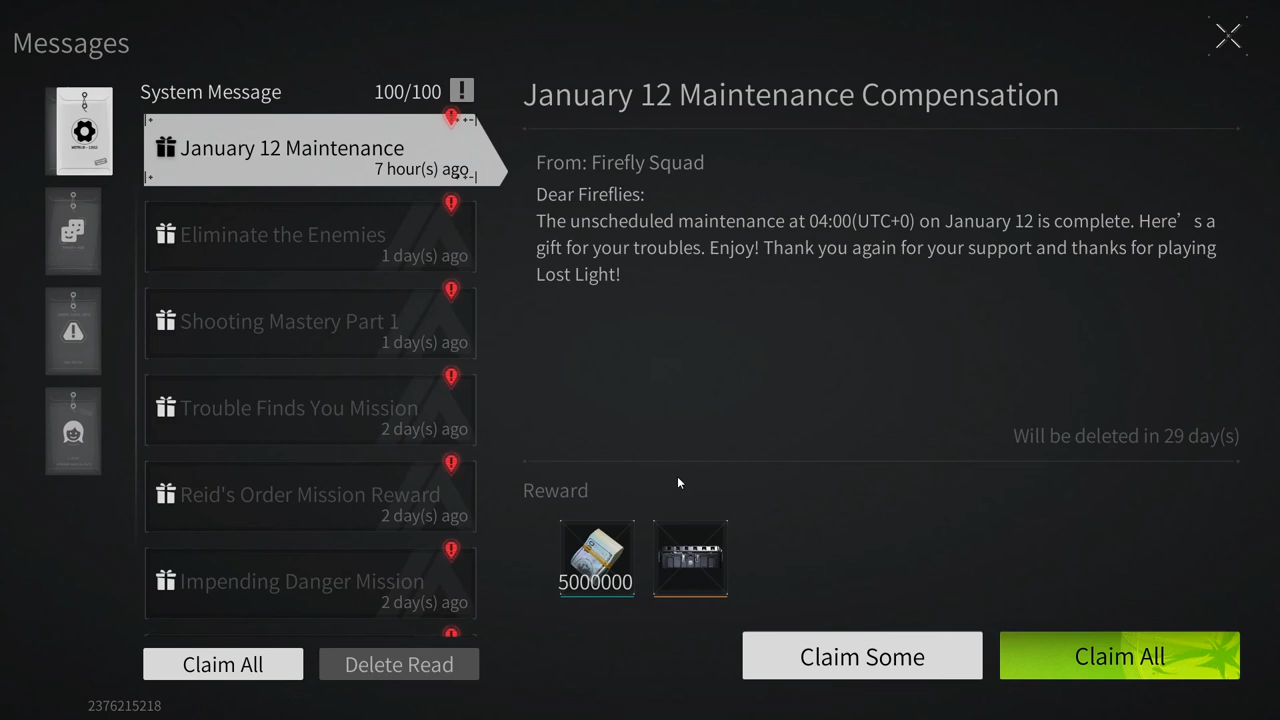 Messages
System Message 100/100
January 12 Maintenance
7 hour(s) ago
Eliminate the Enemies
1 day(s) ago
Shooting Mastery Part 1
1 day(s) ago
Trouble Finds You Mission
2 day(s) ago
Reid's Order Mission Reward
2 day(s) ago
Impending Danger Mission
2 day(s) ago
Claim All
Delete Read
2376215218
January 12 Maintenance Compensation
From: Firefly Squad
Dear Fireflies:
The unscheduled maintenance at 04:00(UTC+0) on January 12 is complete. Here’s a
gift for your troubles. Enjoy! Thank you again for your support and thanks for playing
Lost Light!
Will be deleted in 29 day(s)
Reward
5000000
Claim Some
Claim All